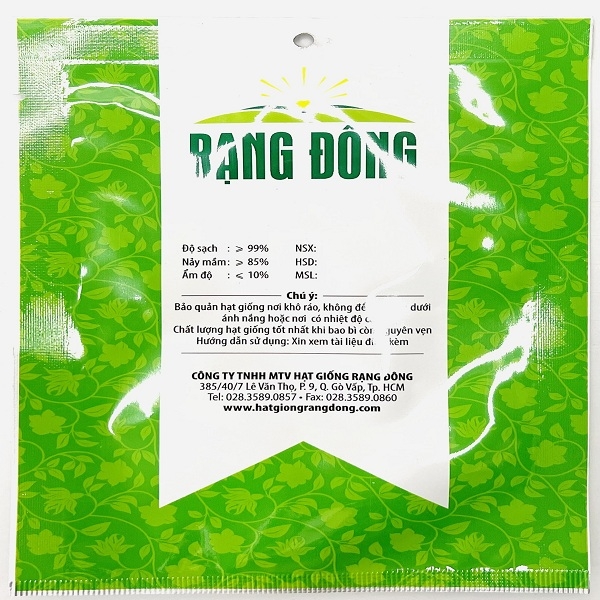 RẠNG ĐÔNG
Độ sạch : ⩾ 99% NSX:
Nảy mầm : ⩾ 85% HSD:
Ẩm độ : ⩽ 10% MSL:
Chú ý:
Bảo quản hạt giống nơi khô ráo, không để dưới
ánh nắng hoặc nơi có nhiệt độ
Chất lượng hạt giống tốt nhất khi bao bì còn nguyên vẹn
Hướng dẫn sử dụng: Xin xem tài liệu đính kèm
CÔNG TY TNHH MTV HẠT GIỐNG RẠNG ĐÔNG
385/40/7 Lê Văn Thọ, P. 9, Q. Gò Vấp, Tp. HCM
Tel: 028.3589.0857 • Fax: 028.3589.0860
www.hatgiongrangdong.com